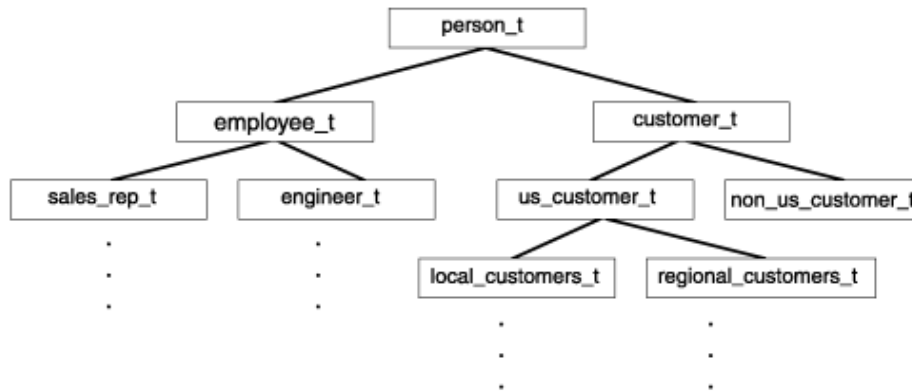 person_t
employee_t
customer_t
sales_rep_t
engineer_t
us_customer_t
non_us_customer_t
local_customers_t
regional_customers_t